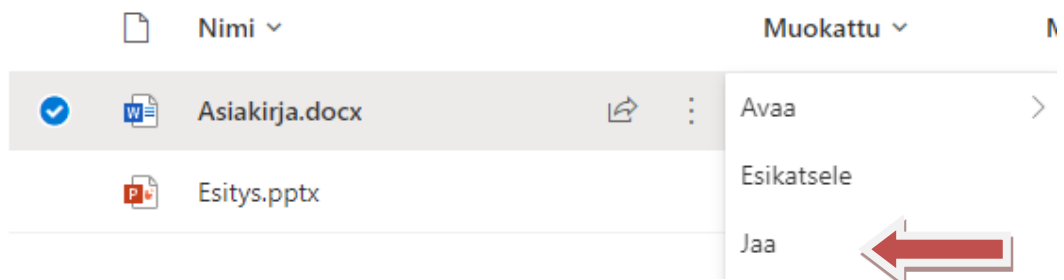 Nimi Muokattu M
Asiakirja.docx Avaa
Esikatsele
Esitys.pptx
Jaa